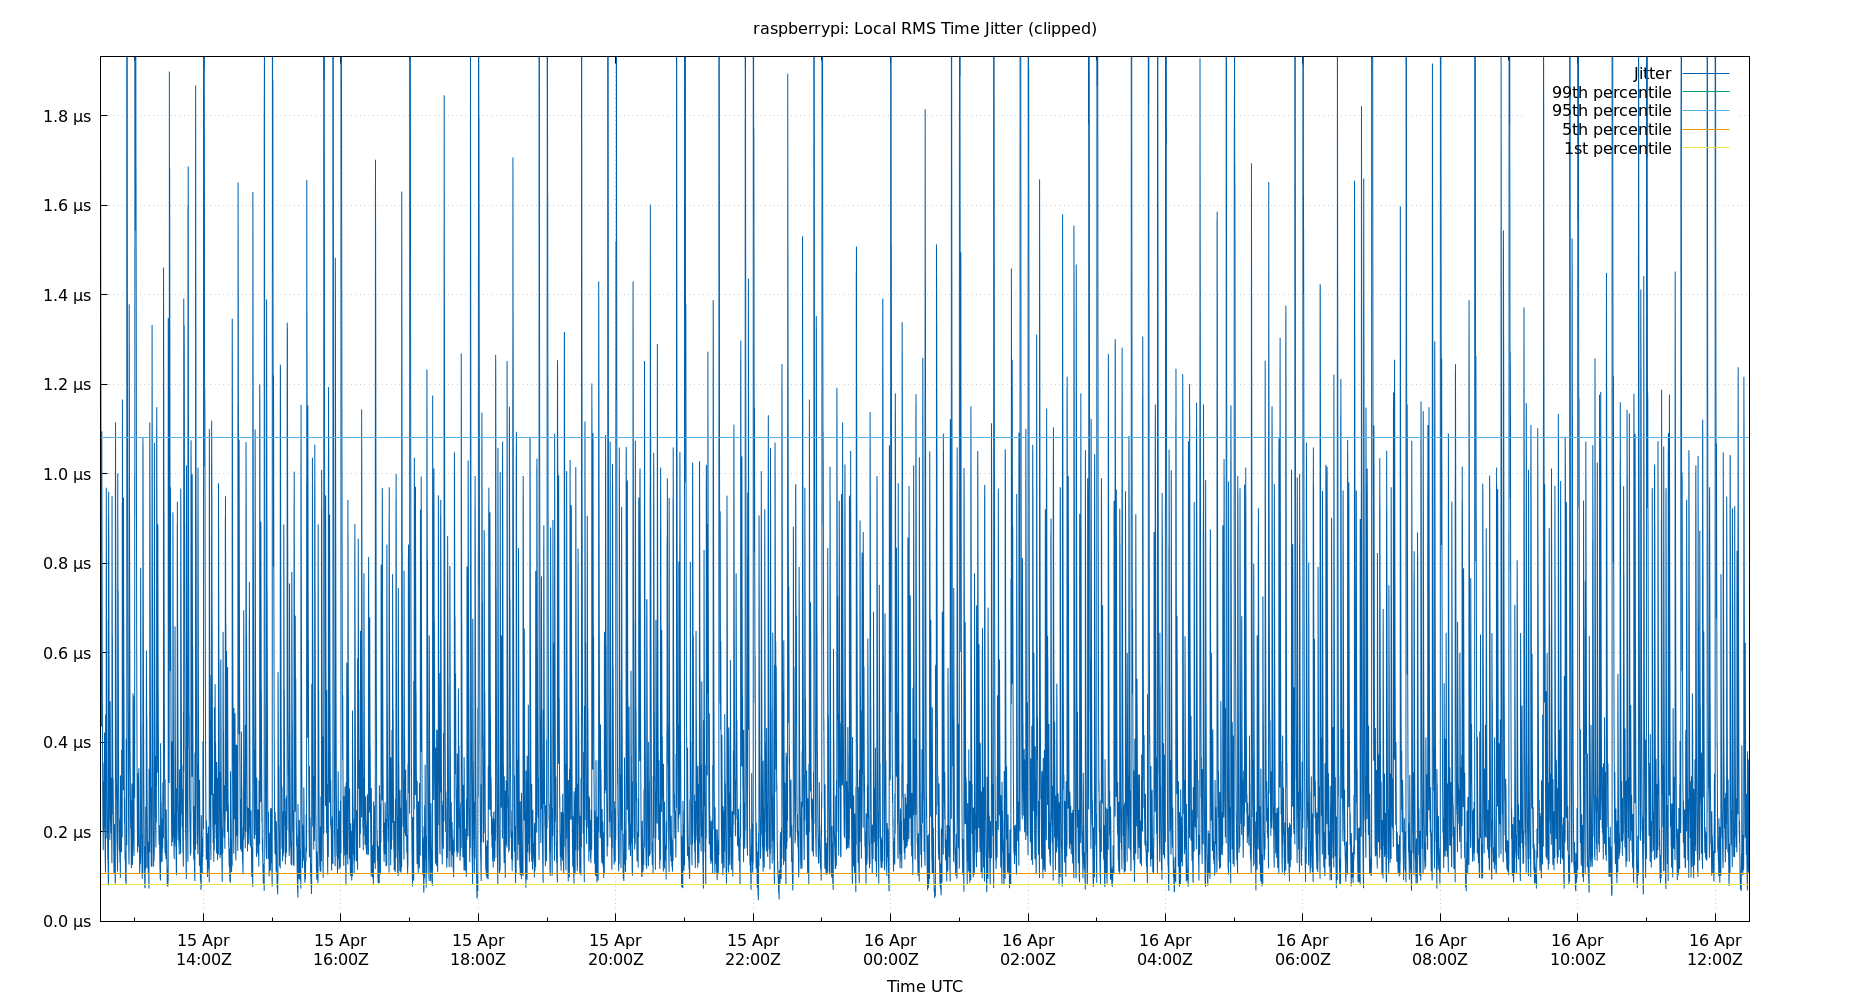 raspberrypi: Local RMS Time Jitter (clipped)
Jitter
99th percentile
95th percentile
5th percentile
1st percentile
1.8 µs
1.6 µs
1.4 µs
1.2 µs
1.0 µs
0.8 µs
0.6 µs
0.4 µs
0.2 µs
0.0 µs
15 Apr 15 Apr 15 Apr 15 Apr 15 Apr 16 Apr 16 Apr 16 Apr 16 Apr 16 Apr 16 Apr 16 Apr
14:00Z 16:00Z 18:00Z 20:00Z 22:00Z 00:00Z 02:00Z 04:00Z 06:00Z 08:00Z 10:00Z 12:00Z
Time UTC